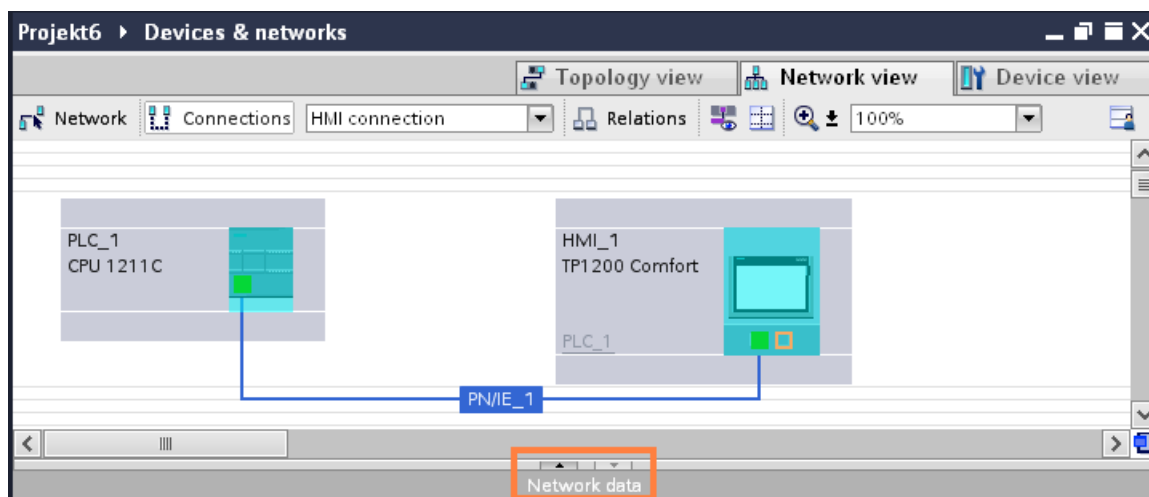 Projekt6 ▸ Devices & networks
Topology view Network view Device view
Network Connections HMI connection Relations 100%
PLC_1
CPU 1211C
HMI_1
TP1200 Comfort
PLC_1
PN/IE_1
Network data